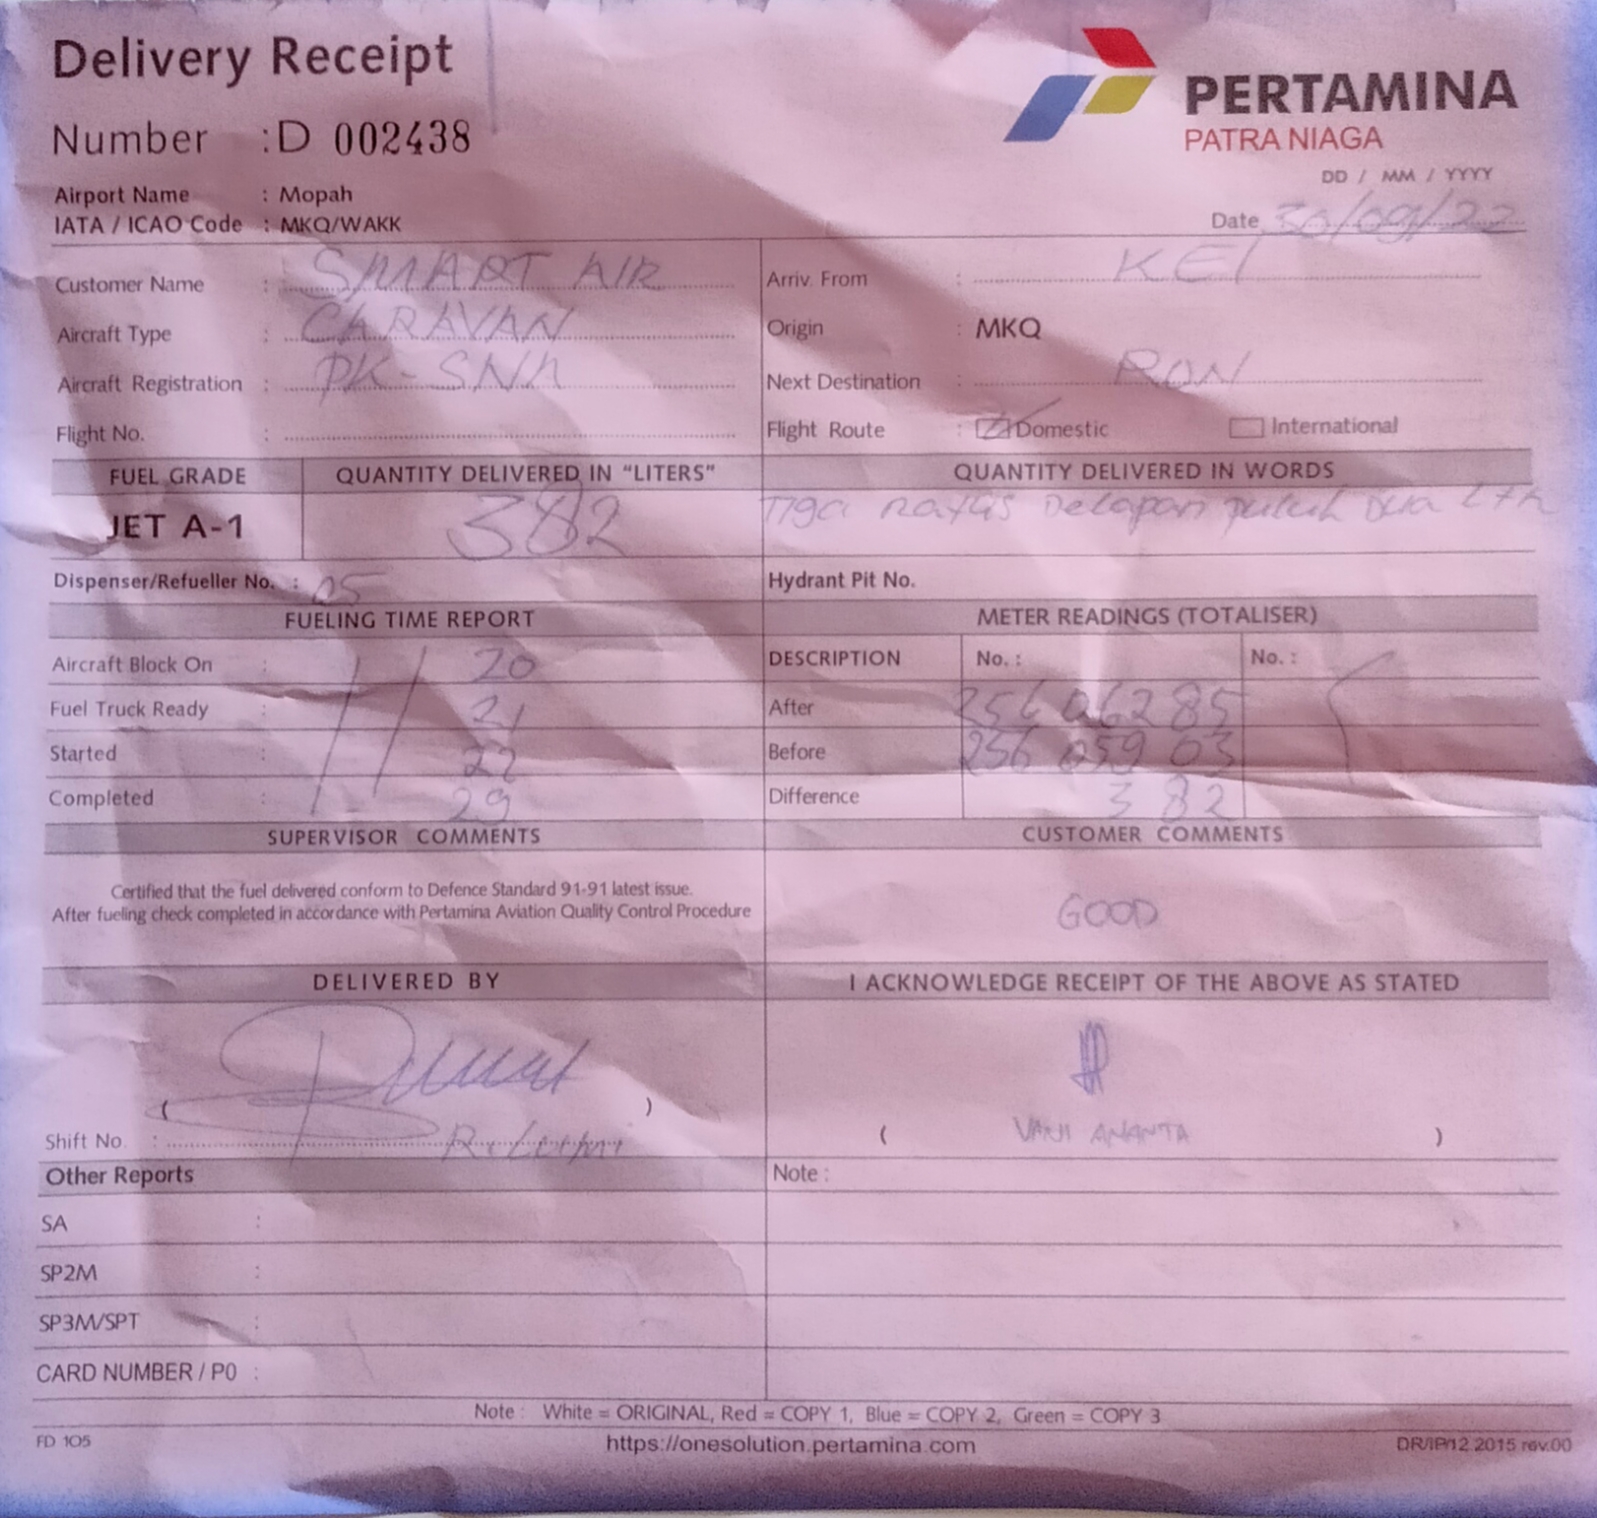 Delivery Receipt
PERTAMINA
PATRA NIAGA
Number : D 002438
DD / MM / YYYY
Airport Name : Mopah
IATA / ICAO Code : MKQ/WAKK
Date 30/09/22
Customer Name : SMART AIR
Arriv. From : KEI
Aircraft Type : CARAVAN
Origin : MKQ
Aircraft Registration : PK-SNA
Next Destination : RON
Flight No. :
Flight Route : Domestic International
FUEL GRADE QUANTITY DELIVERED IN "LITERS" QUANTITY DELIVERED IN WORDS
JET A-1 382 Tiga Ratus Delapan puluh Dua Ltr
Dispenser/Refueller No. : 05 Hydrant Pit No.
FUELING TIME REPORT METER READINGS (TOTALISER)
Aircraft Block On : 11 20 DESCRIPTION No. : No. :
Fuel Truck Ready : 21 After 25606285
Started : 22 Before 25605903
Completed : 29 Difference 382
SUPERVISOR COMMENTS CUSTOMER COMMENTS
Certified that the fuel delivered conform to Defence Standard 91-91 latest issue.
After fueling check completed in accordance with Pertamina Aviation Quality Control Procedure
GOOD
DELIVERED BY I ACKNOWLEDGE RECEIPT OF THE ABOVE AS STATED
( )
Shift No. :
( ANANTA )
Other Reports Note :
SA :
SP2M :
SP3M/SPT :
CARD NUMBER / P0 :
Note : White = ORIGINAL, Red = COPY 1, Blue = COPY 2, Green = COPY 3
FD 105 https://onesolution.pertamina.com DR/IP/12.2015 rev.00